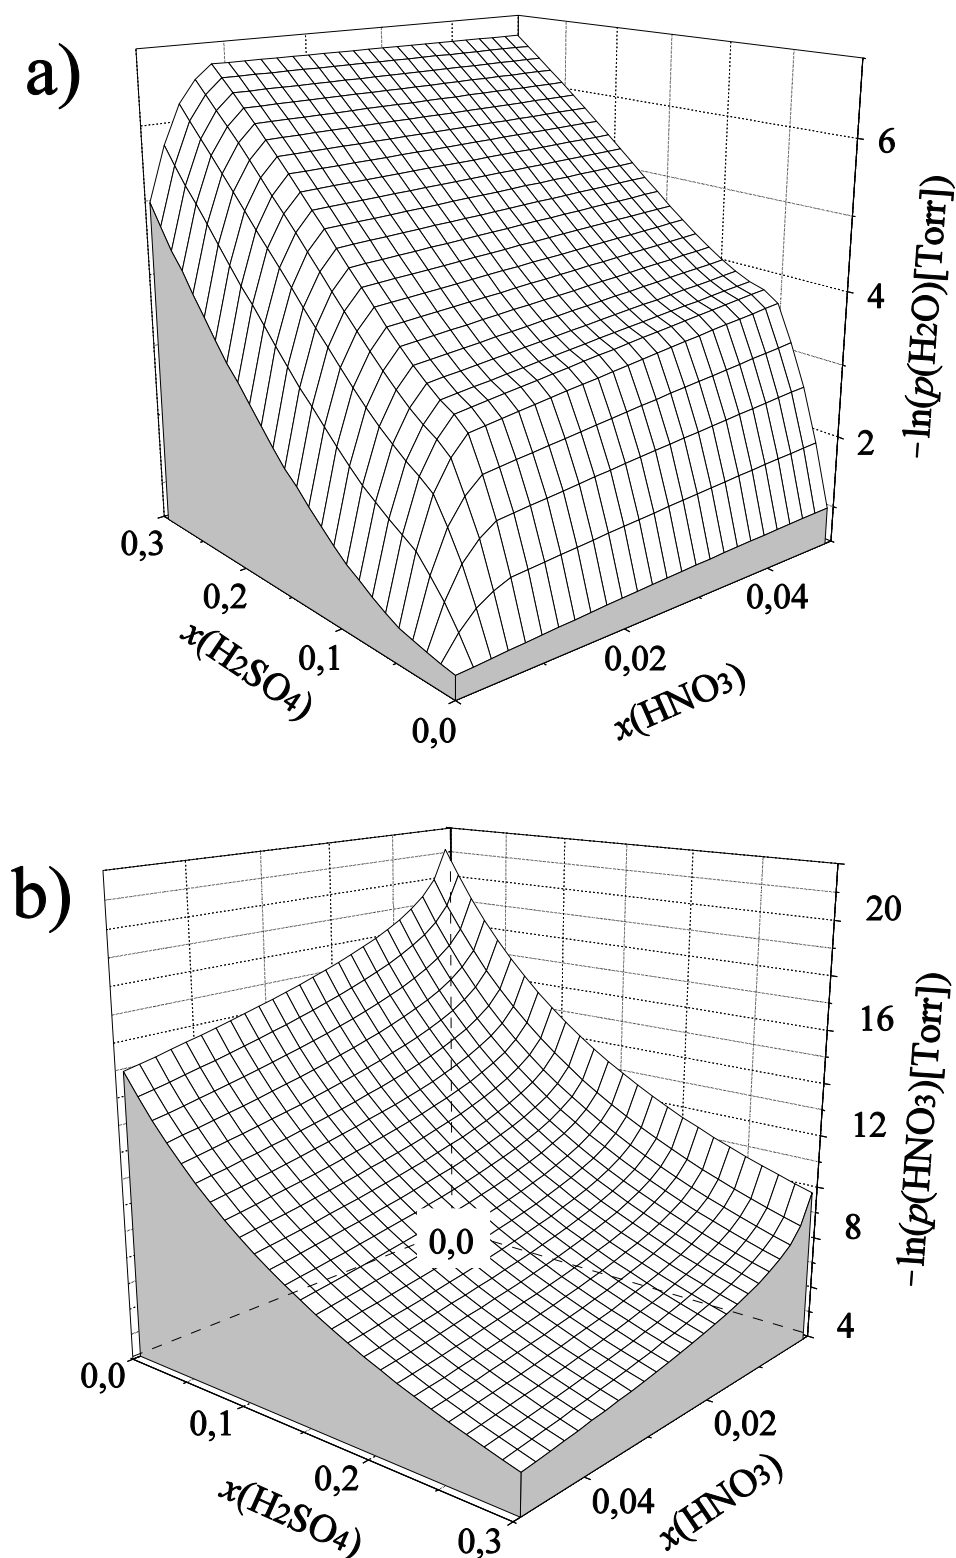 a)
6
4
2
−ln(p(H2O)[Torr])
0,3
0,2
0,1
0,0
x(H2SO4)
0,02
0,04
x(HNO3)
b)
20
16
12
8
4
−ln(p(HNO3)[Torr])
0,0
0,0
0,1
0,2
0,3
x(H2SO4)
0,02
0,04
x(HNO3)